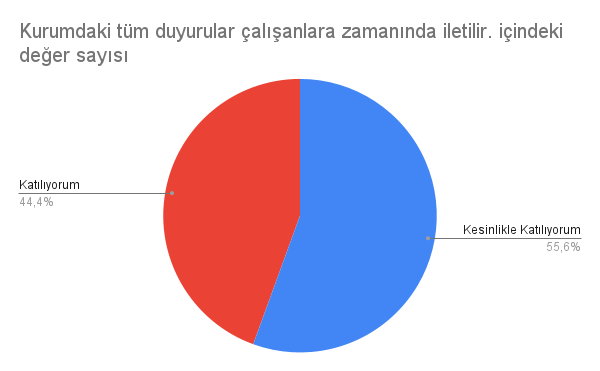 Kurumdaki tüm duyurular çalışanlara zamanında iletilir. içindeki
değer sayısı
Katılıyorum
44,4%
Kesinlikle Katılıyorum
55,6%